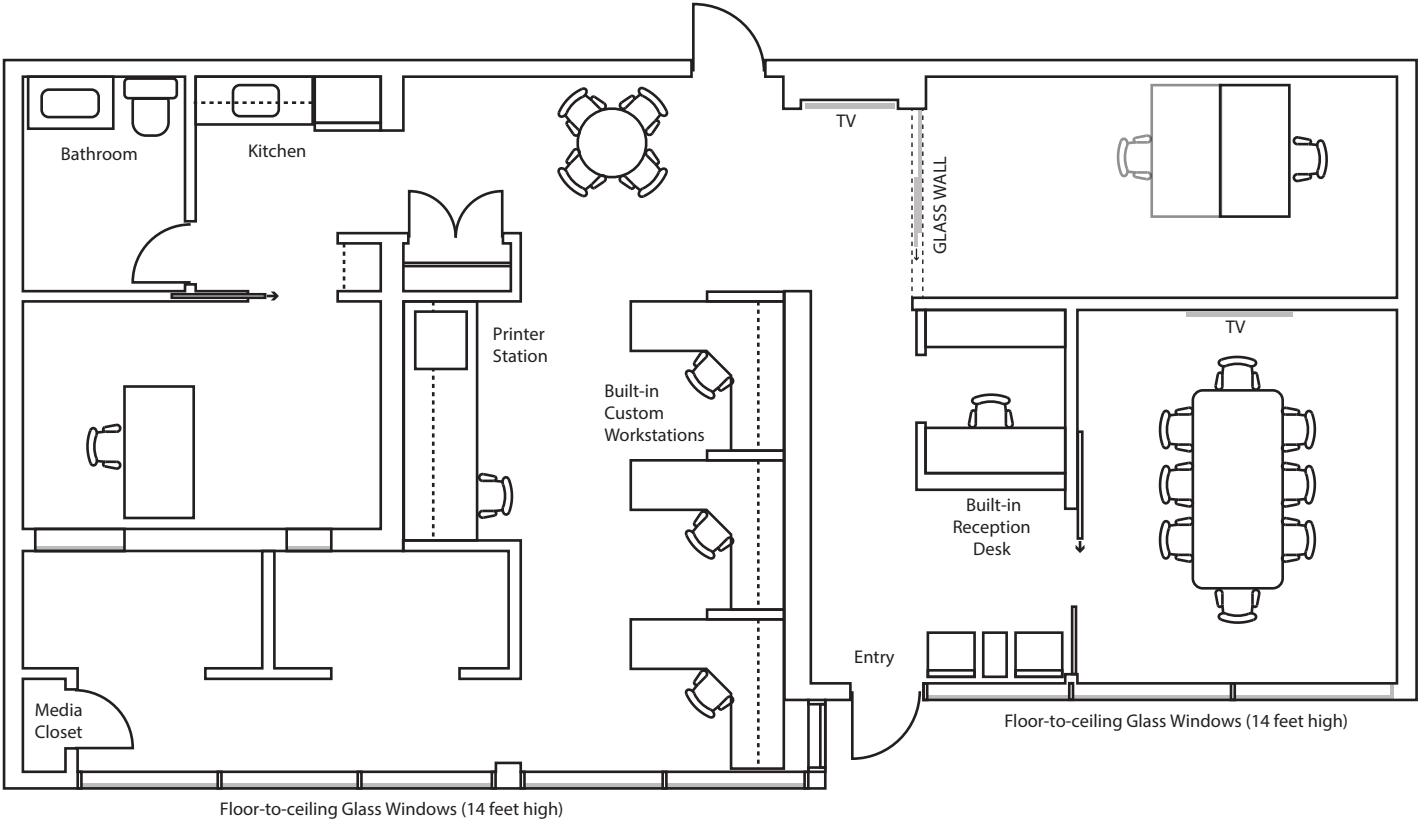 TV
Bathroom
Kitchen
GLASS WALL
Printer
Station
TV
Built-in
Custom
Workstations
Built-in
Reception
Desk
Entry
Media
Closet
Floor-to-ceiling Glass Windows (14 feet high)
Floor-to-ceiling Glass Windows (14 feet high)